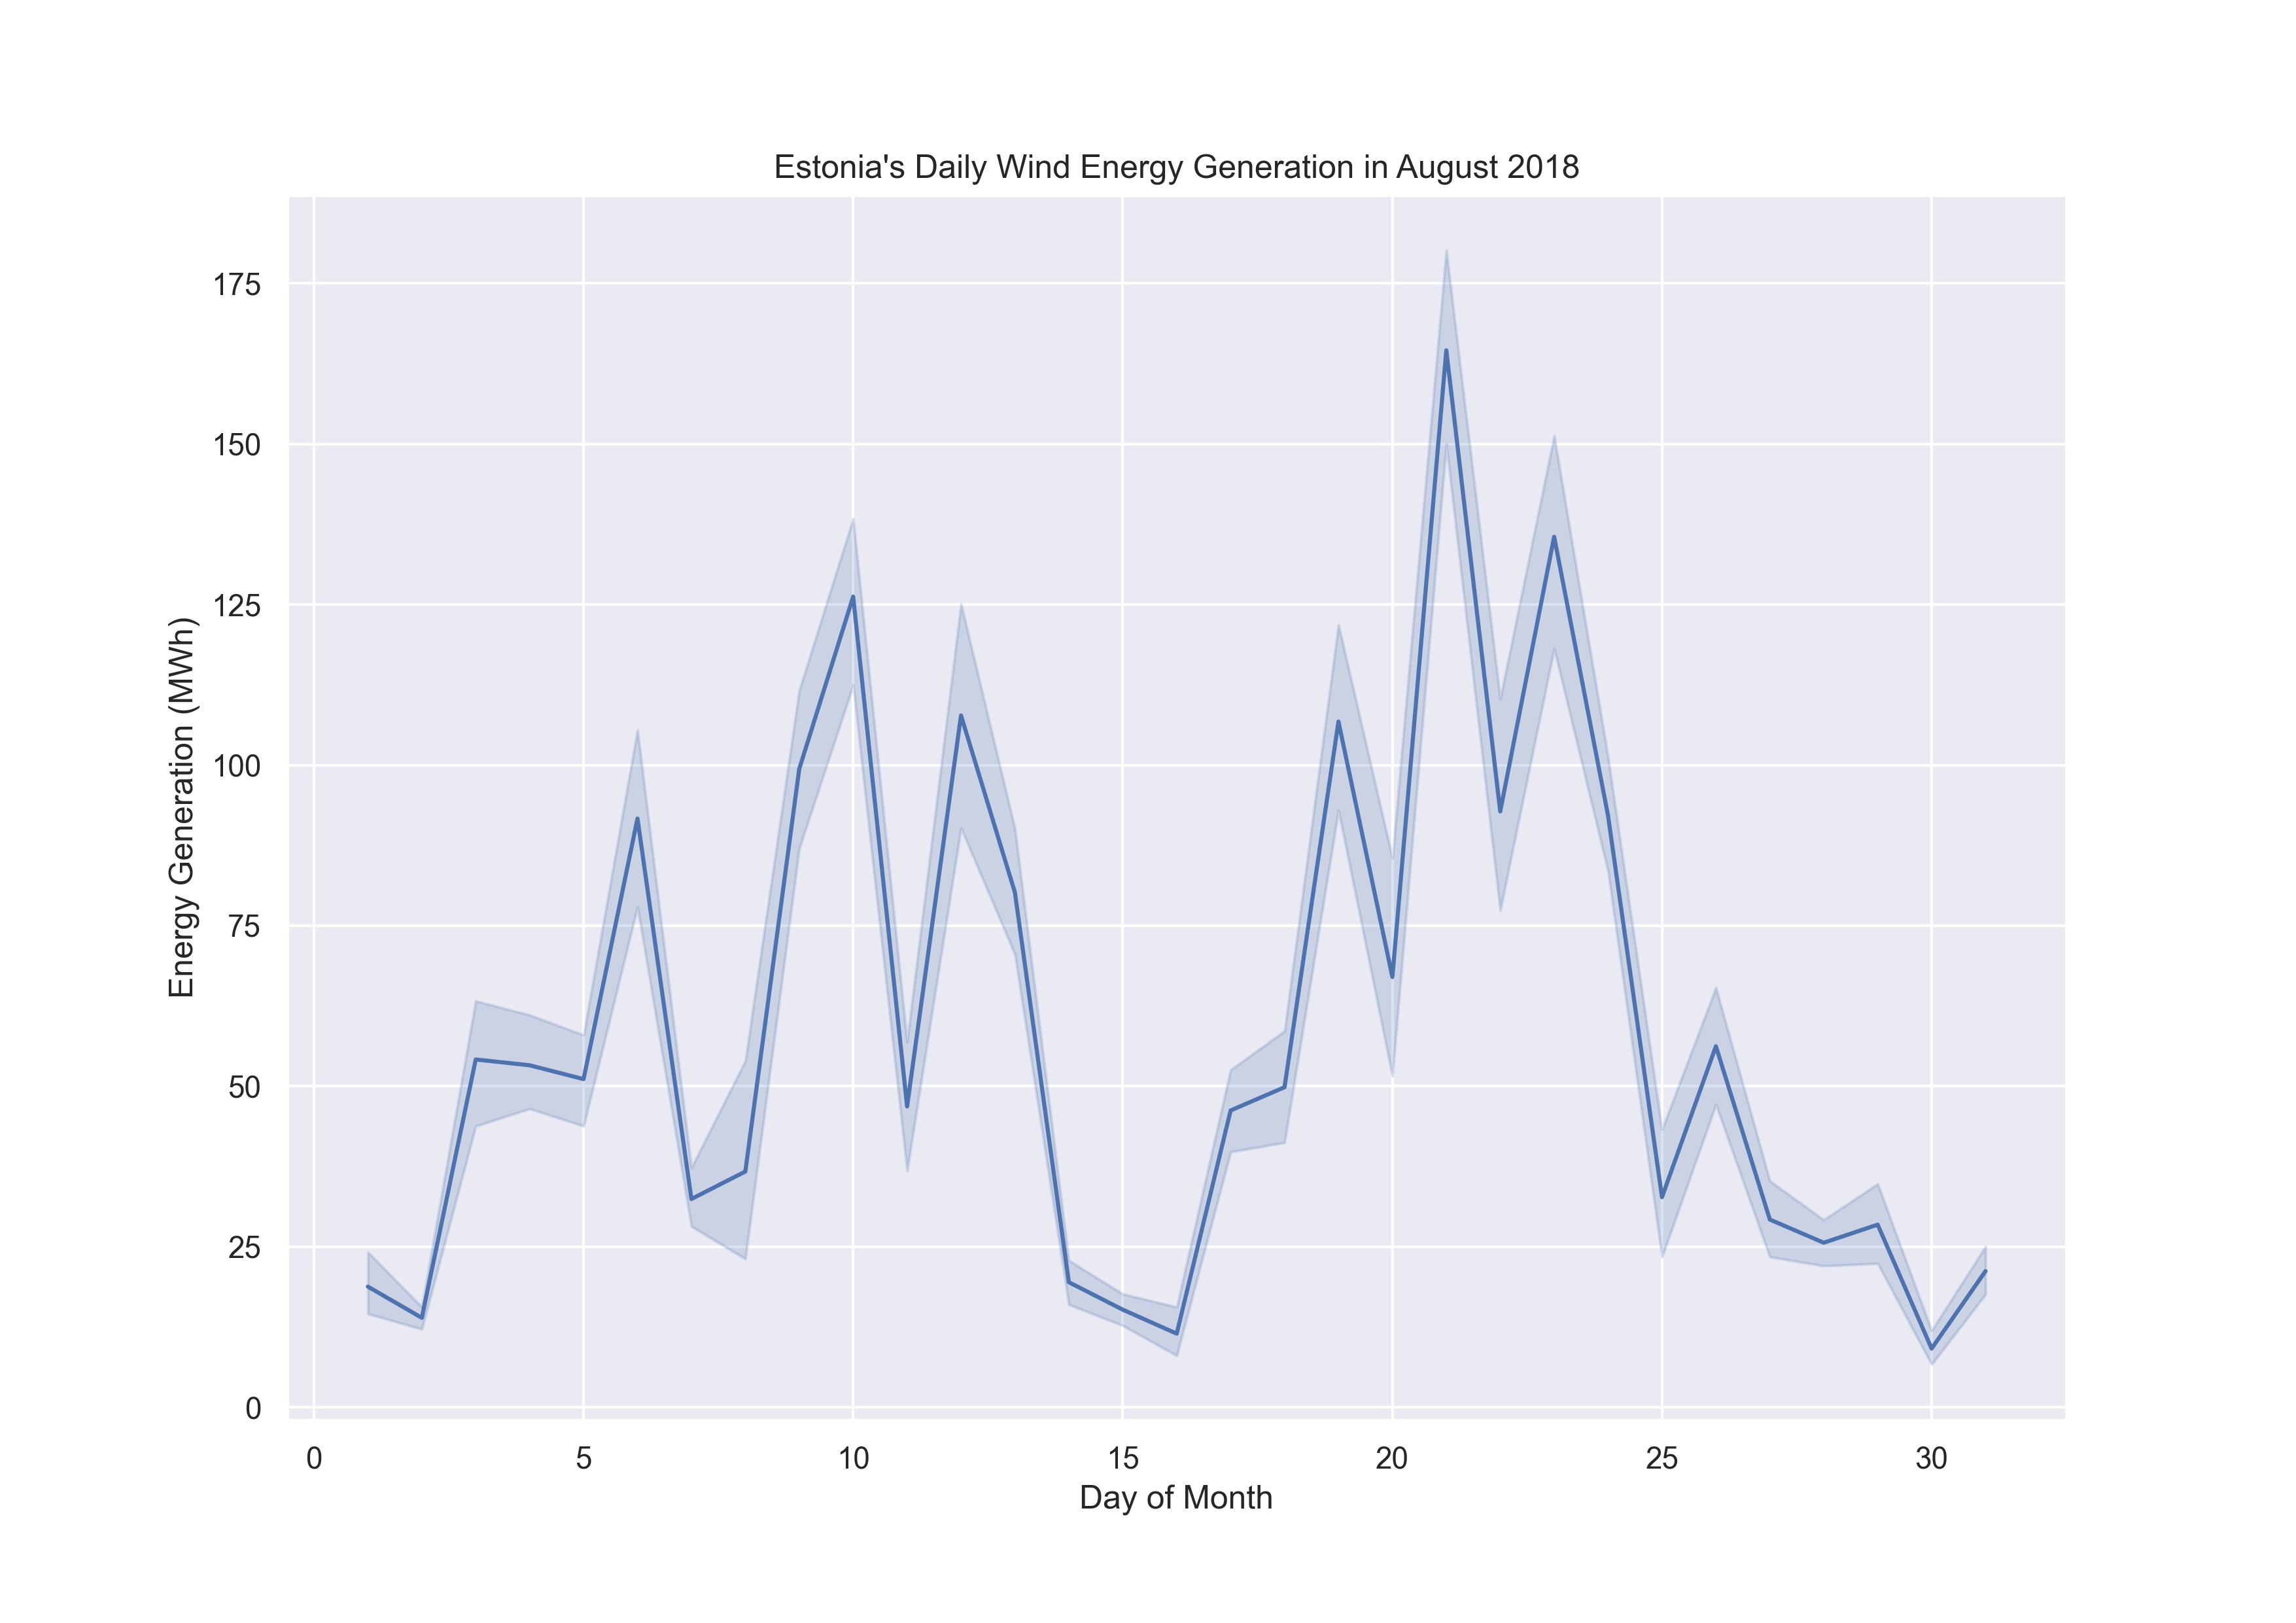 Estonia's Daily Wind Energy Generation in August 2018
Energy Generation (MWh)
175
150
125
100
75
50
25
0
0 5 10 15 20 25 30
Day of Month